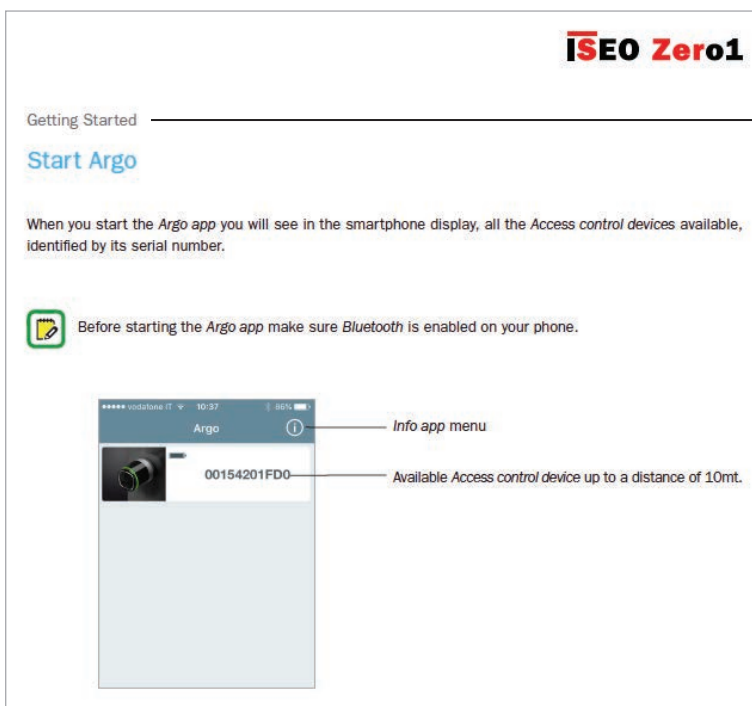 ISEO Zero1
Getting Started
Start Argo
When you start the Argo app you will see in the smartphone display, all the Access control devices available,
identified by its serial number.
Before starting the Argo app make sure Bluetooth is enabled on your phone.
vodafone IT 10:37 86%
Argo
Info app menu
00154201FD0
Available Access control device up to a distance of 10mt.